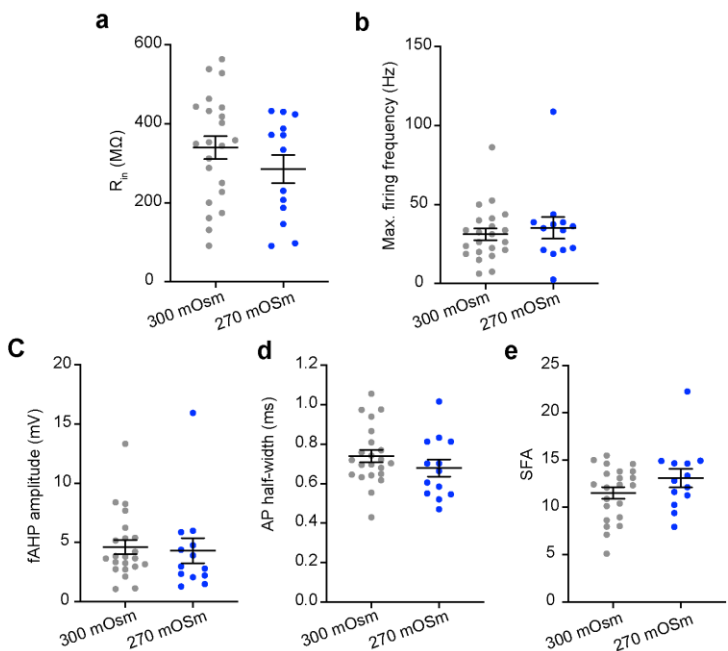 a
600
400
200
0
R_in (MΩ)
300 mOsm
270 mOSm
b
150
100
50
0
Max. firing frequency (Hz)
300 mOsm
270 mOSm
C
20
15
10
5
0
fAHP amplitude (mV)
300 mOsm
270 mOSm
d
1.2
1.0
0.8
0.6
0.4
0.2
0.0
AP half-width (ms)
300 mOsm
270 mOSm
e
25
20
15
10
5
0
SFA
300 mOsm
270 mOSm